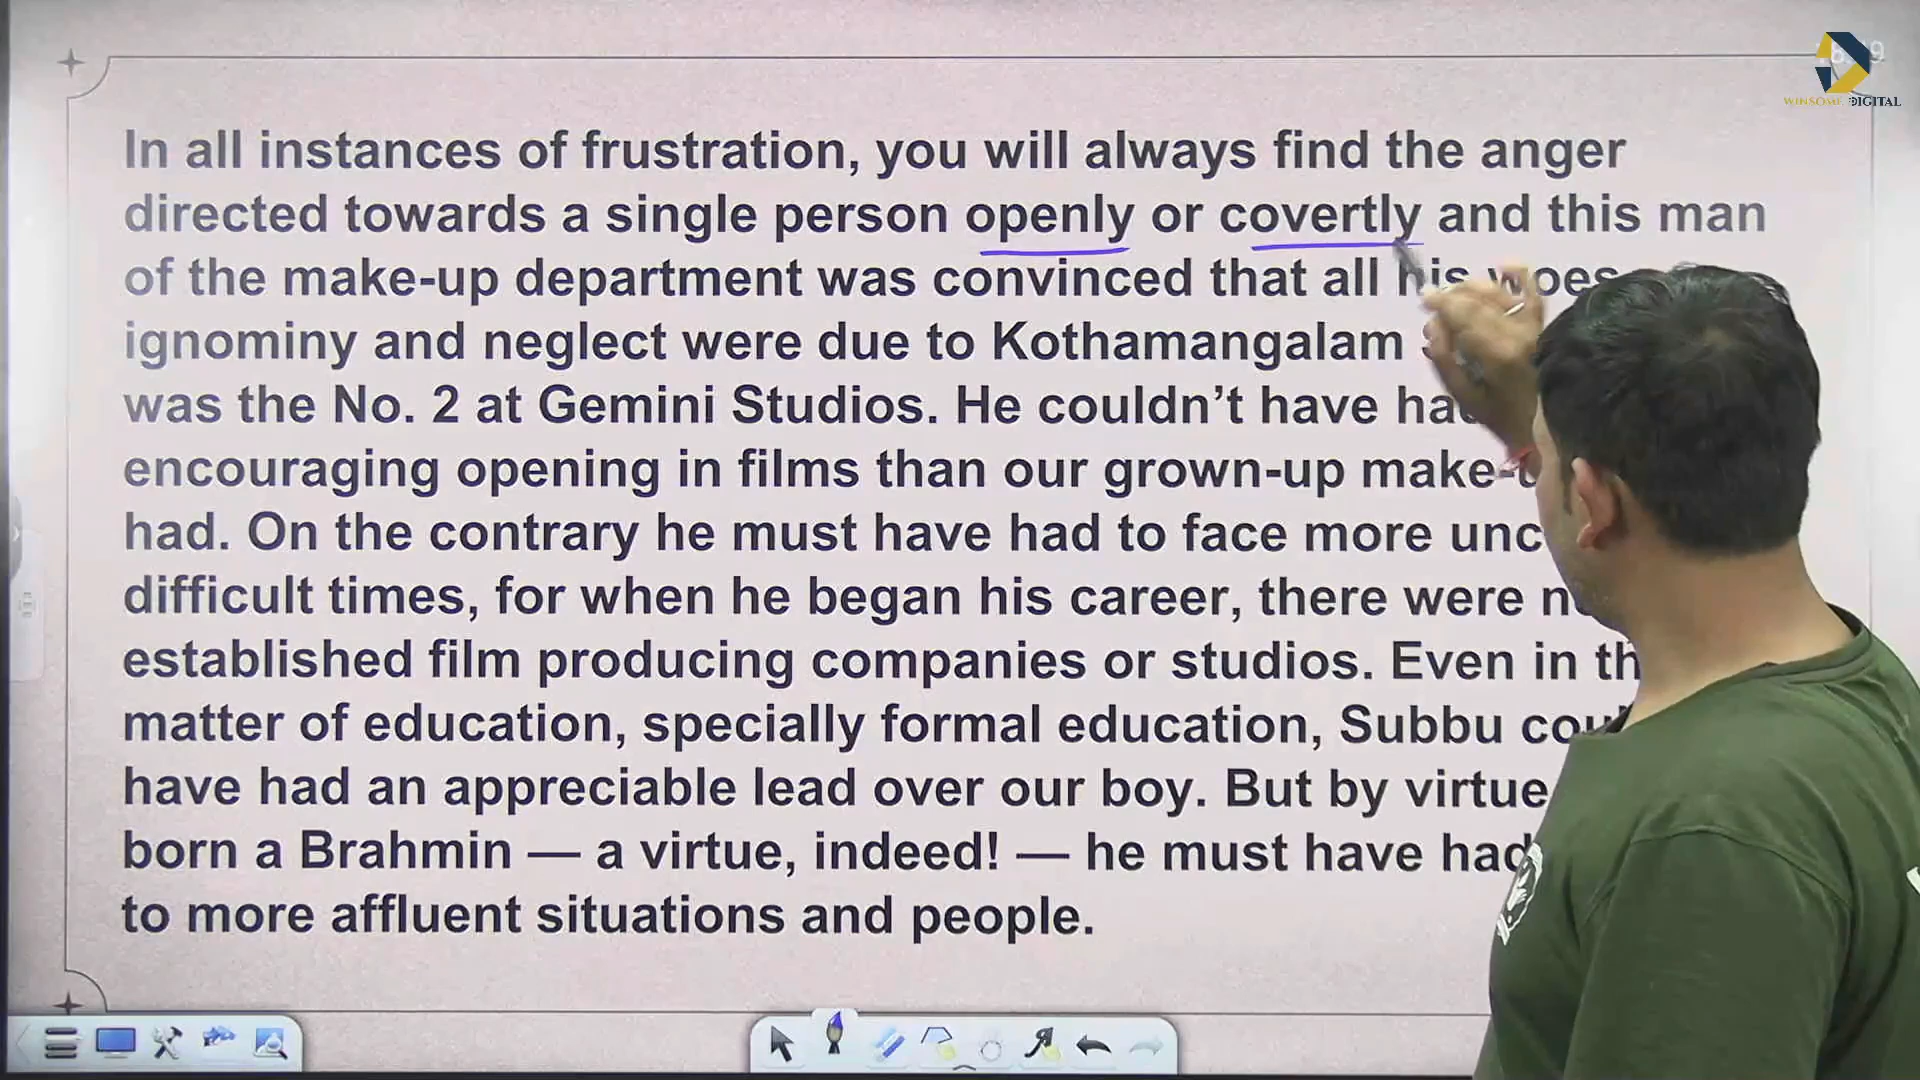 WINSOME DIGITAL
In all instances of frustration, you will always find the anger
directed towards a single person openly or covertly and this man
of the make-up department was convinced that all his woes
ignominy and neglect were due to Kothamangalam
was the No. 2 at Gemini Studios. He couldn’t have had
encouraging opening in films than our grown-up
had. On the contrary he must have had to face more
difficult times, for when he began his career, there were
established film producing companies or studios. Even in
matter of education, specially formal education, Subbu
have had an appreciable lead over our boy. But by virtue
born a Brahmin — a virtue, indeed! — he must have had
to more affluent situations and people.